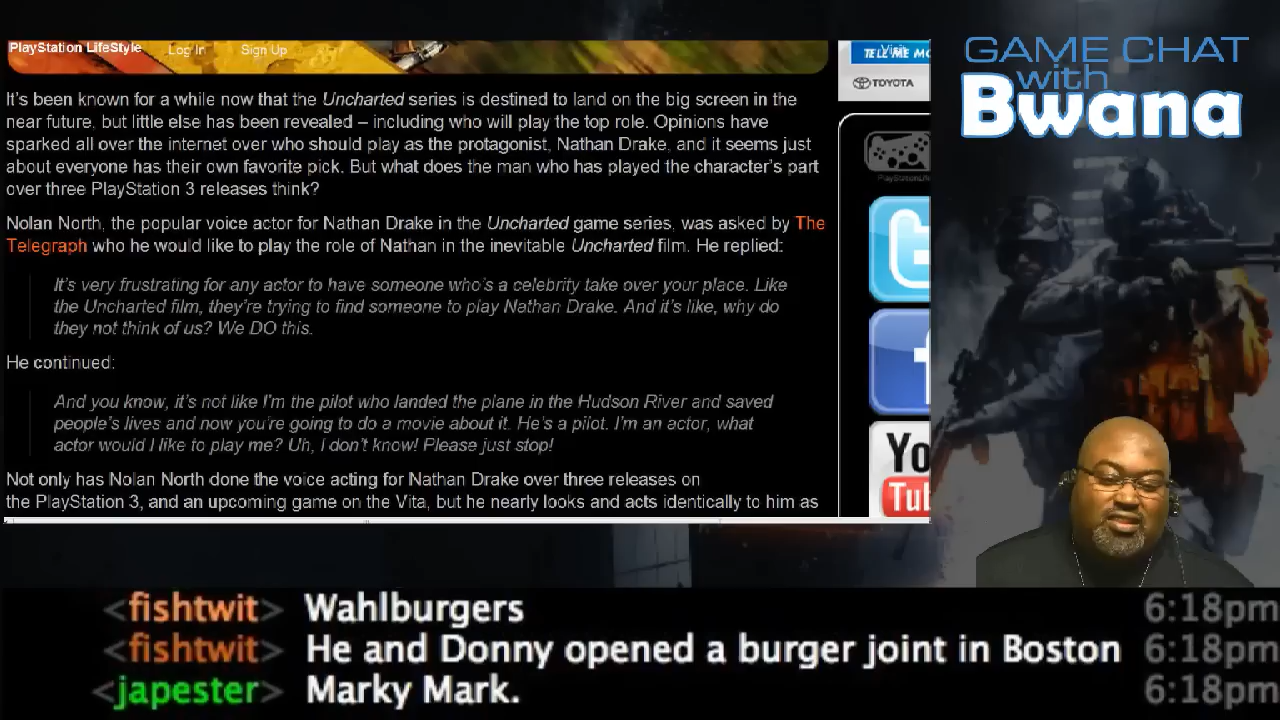 PlayStation LifeStyle Log In Sign Up
TELL ME MO
Visit
TOYOTA
GAME CHAT
with
Bwana
It's been known for a while now that the Uncharted series is destined to land on the big screen in the
near future, but little else has been revealed – including who will play the top role. Opinions have
sparked all over the internet over who should play as the protagonist, Nathan Drake, and it seems just
about everyone has their own favorite pick. But what does the man who has played the character's part
over three PlayStation 3 releases think?
Nolan North, the popular voice actor for Nathan Drake in the Uncharted game series, was asked by The
Telegraph who he would like to play the role of Nathan in the inevitable Uncharted film. He replied:
It's very frustrating for any actor to have someone who's a celebrity take over your place. Like
the Uncharted film, they're trying to find someone to play Nathan Drake. And it's like, why do
they not think of us? We DO this.
He continued:
And you know, it's not like I'm the pilot who landed the plane in the Hudson River and saved
people's lives and now you're going to do a movie about it. He's a pilot. I'm an actor, what
actor would I like to play me? Uh, I don't know! Please just stop!
Not only has Nolan North done the voice acting for Nathan Drake over three releases on
the PlayStation 3, and an upcoming game on the Vita, but he nearly looks and acts identically to him as
You
Tub
<fishtwit> Wahlburgers 6:18pm
<fishtwit> He and Donny opened a burger joint in Boston 6:18pm
<japester> Marky Mark. 6:18pm